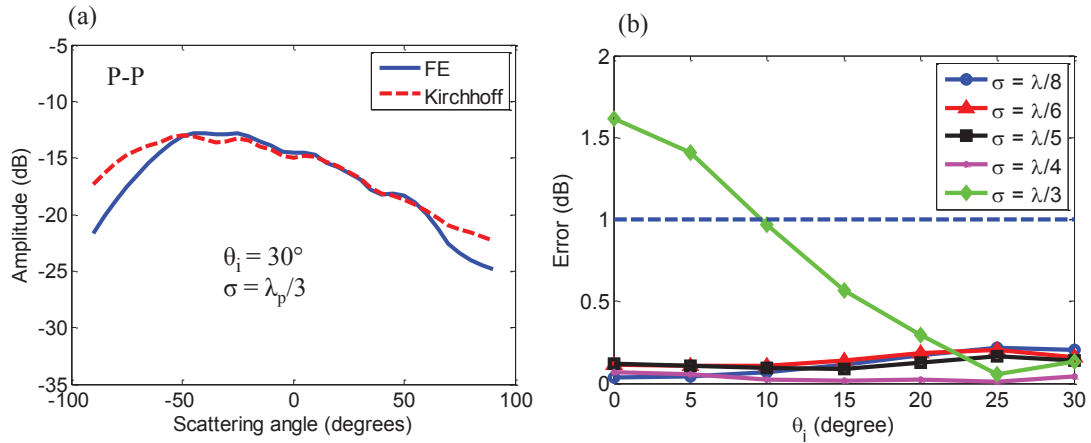 (a)
P-P
FE
Kirchhoff
θi = 30°
σ = λp/3
Amplitude (dB)
-5
-10
-15
-20
-25
-30
-35
-100
-50
0
50
100
Scattering angle (degrees)
(b)
σ = λ/8
σ = λ/6
σ = λ/5
σ = λ/4
σ = λ/3
Error (dB)
2
1.5
1
0.5
0
0
5
10
15
20
25
30
θi (degree)